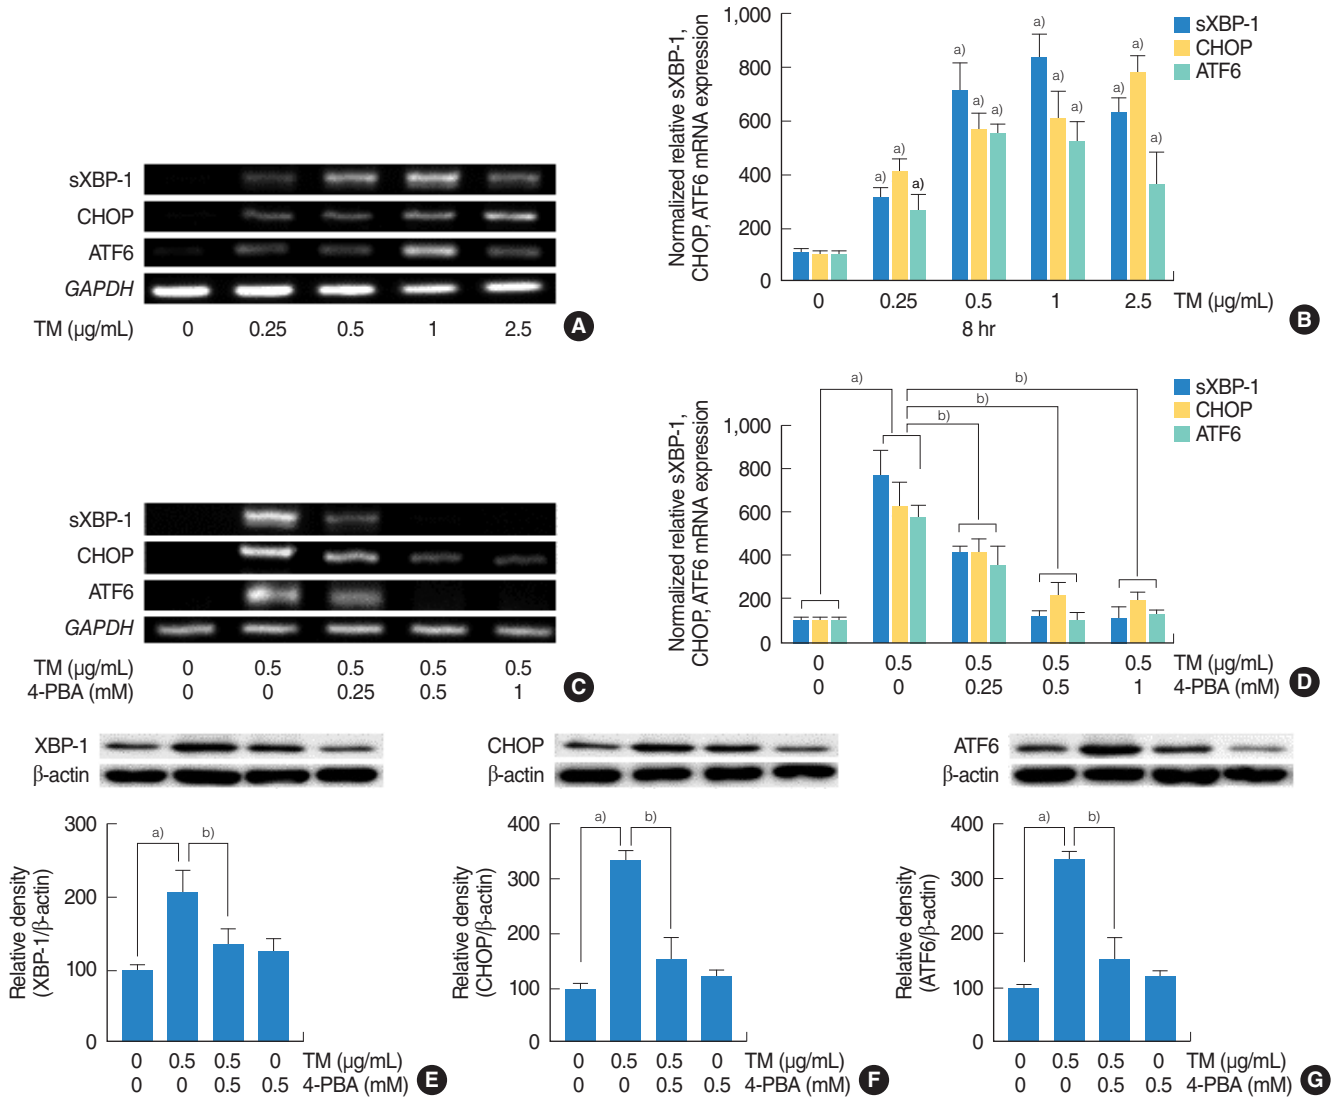 sXBP-1
CHOP
ATF6
GAPDH
TM (µg/mL) 0 0.25 0.5 1 2.5
A
Normalized relative sXBP-1,
CHOP, ATF6 mRNA expression
1,000
800
600
400
200
0
a) a) a)
a) a) a)
a) a) a)
a) a) a)
sXBP-1
CHOP
ATF6
0 0.25 0.5 1 2.5 TM (µg/mL)
8 hr
B
sXBP-1
CHOP
ATF6
GAPDH
TM (µg/mL) 0 0.5 0.5 0.5 0.5
4-PBA (mM) 0 0 0.25 0.5 1
C
Normalized relative sXBP-1,
CHOP, ATF6 mRNA expression
1,000
800
600
400
200
0
a) b)
b)
b)
sXBP-1
CHOP
ATF6
0 0.5 0.5 0.5 0.5 TM (µg/mL)
0 0 0.25 0.5 1 4-PBA (mM)
D
XBP-1
β-actin
Relative density
(XBP-1/β-actin)
300
200
100
0
a) b)
0 0.5 0.5 0 TM (µg/mL)
0 0 0.5 0.5 4-PBA (mM)
E
CHOP
β-actin
Relative density
(CHOP/β-actin)
400
300
200
100
0
a) b)
0 0.5 0.5 0 TM (µg/mL)
0 0 0.5 0.5 4-PBA (mM)
F
ATF6
β-actin
Relative density
(ATF6/β-actin)
400
300
200
100
0
a) b)
0 0.5 0.5 0 TM (µg/mL)
0 0 0.5 0.5 4-PBA (mM)
G